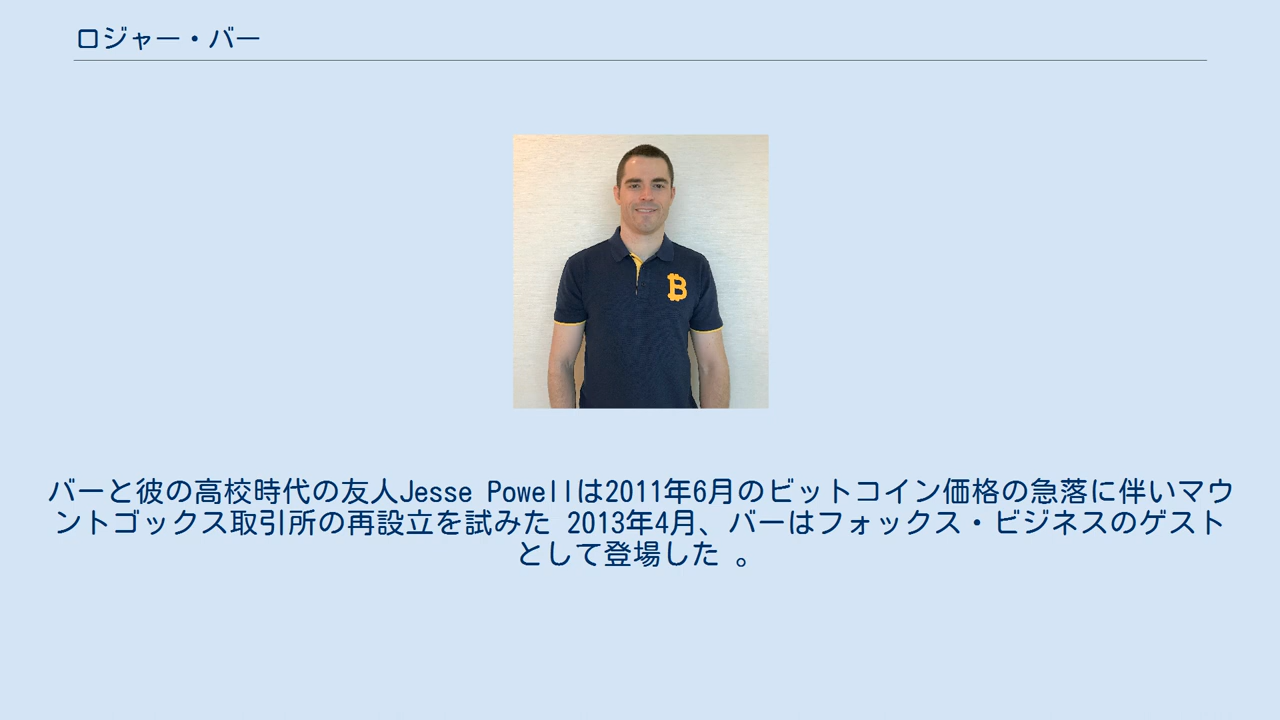 ロジャー・バー
バーと彼の高校時代の友人Jesse Powellは2011年6月のビットコイン価格の急落に伴いマウ
ントゴックス取引所の再設立を試みた 2013年4月、バーはフォックス・ビジネスのゲスト
として登場した 。